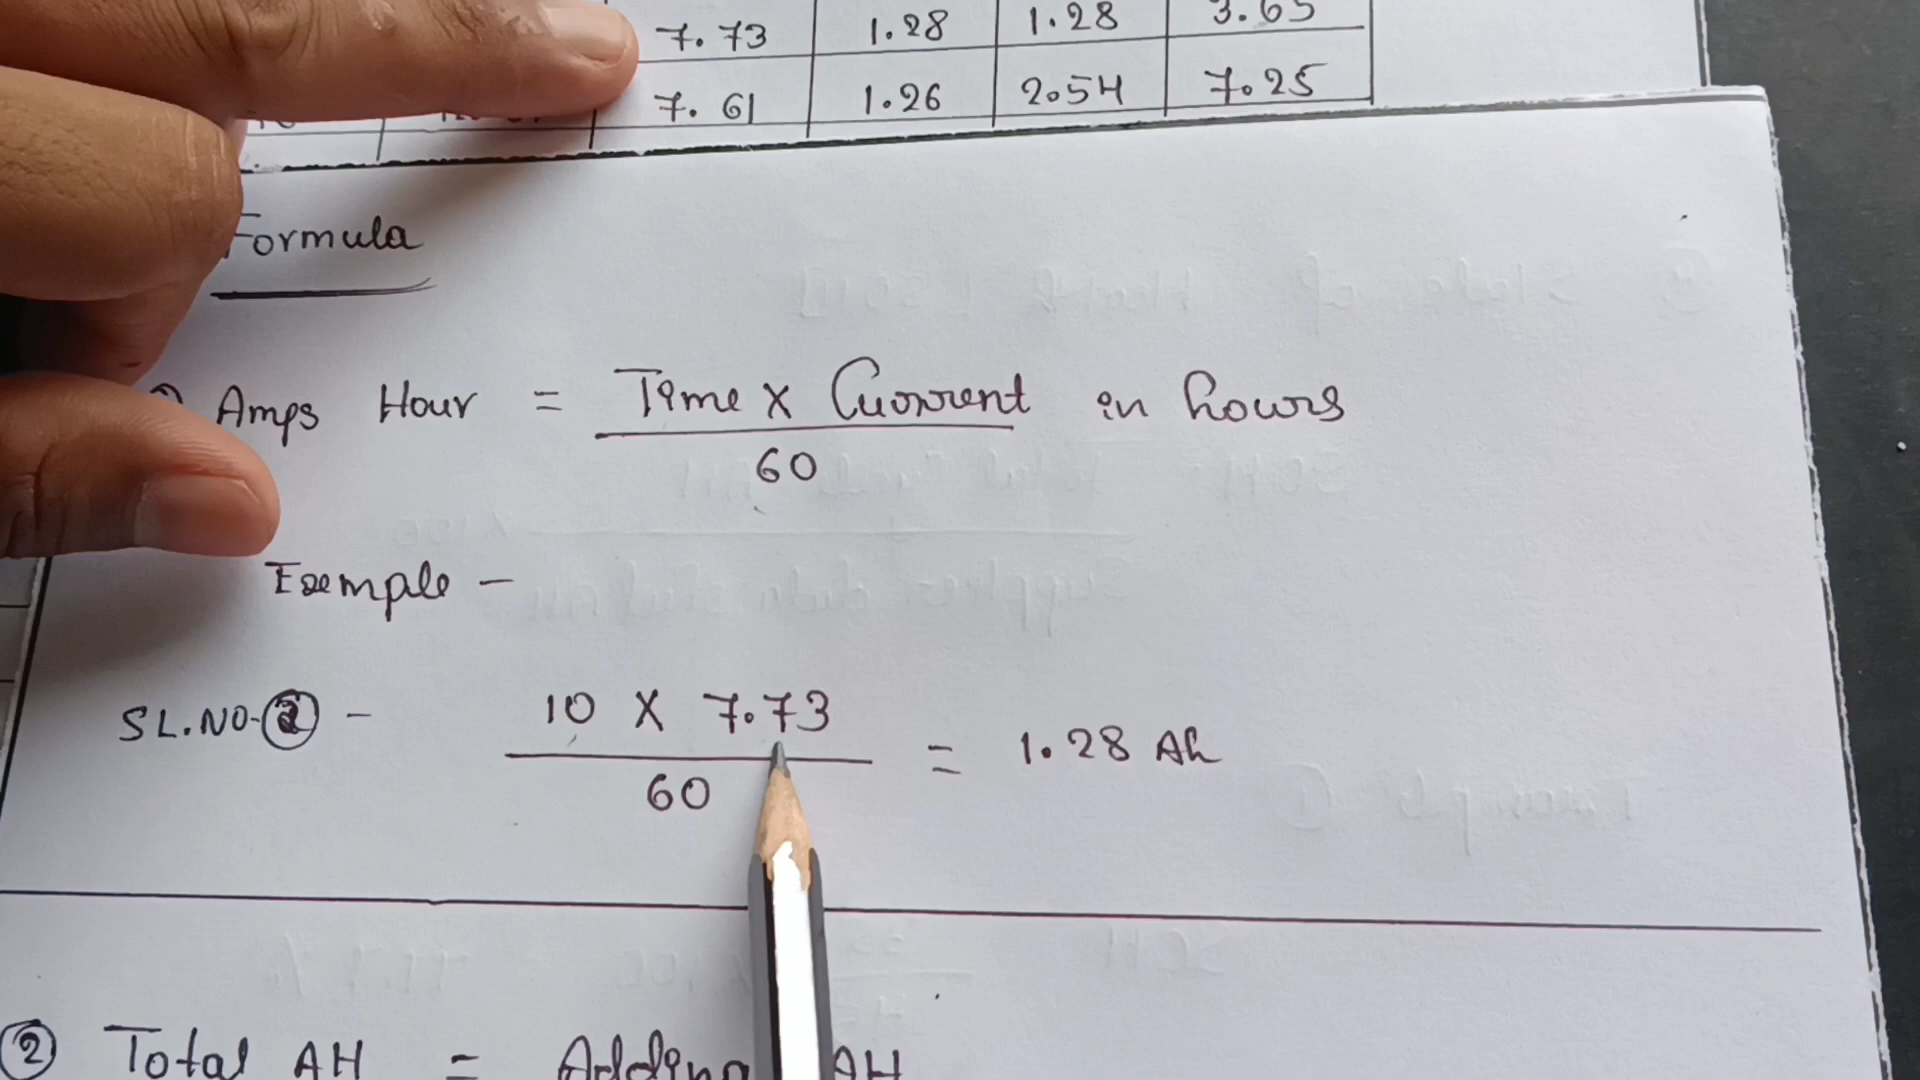 7.73 1.28 1.28 3.65
7.61 1.26 2.54 7.25
Formula
Amps Hour = Time X Current in hours
60
Exemple -
SL.NO-② - 10 X 7.73 = 1.28 Ah
60
② Total AH = Adding AH